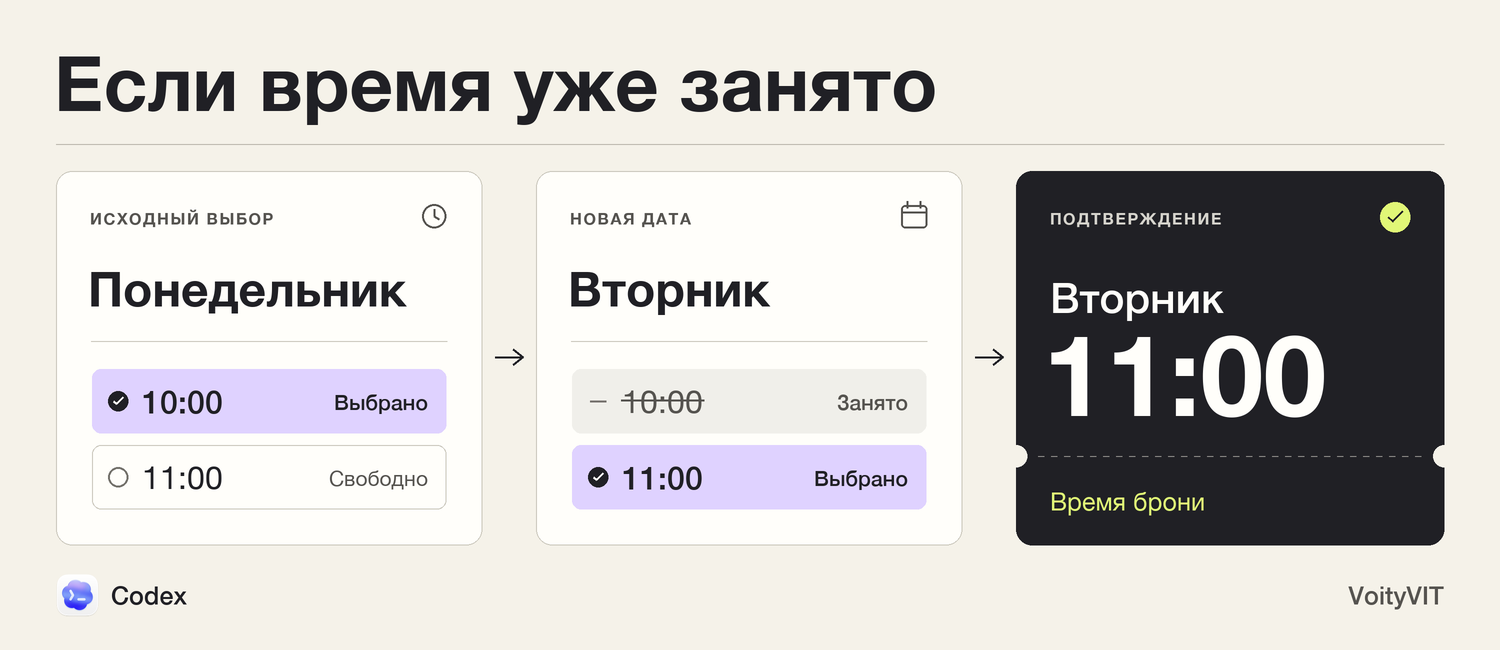 Если время уже занято
ИСХОДНЫЙ ВЫБОР
Понедельник
10:00 Выбрано
11:00 Свободно
НОВАЯ ДАТА
Вторник
10:00 Занято
11:00 Выбрано
ПОДТВЕРЖДЕНИЕ
Вторник
11:00
Время брони
Codex
VoityVIT